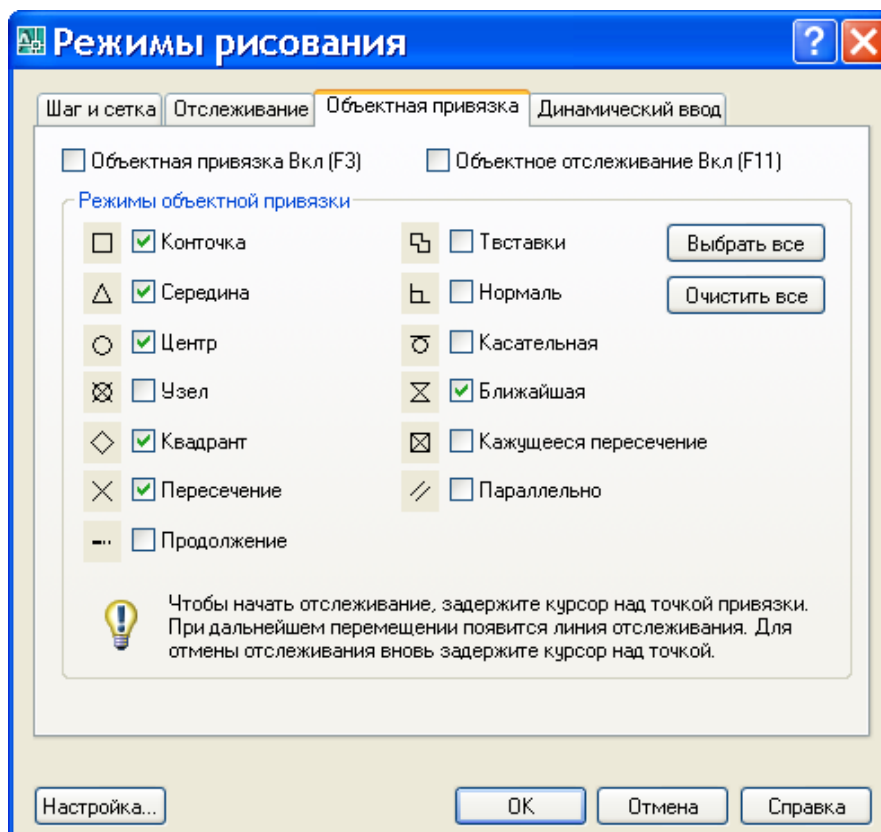 Режимы рисования
Шаг и сетка Отслеживание Объектная привязка Динамический ввод
Объектная привязка Вкл (F3) Объектное отслеживание Вкл (F11)
Режимы объектной привязки
Конточка Твставки Выбрать все
Середина Нормаль Очистить все
Центр Касательная
Узел Ближайшая
Квадрант Кажущееся пересечение
Пересечение Параллельно
Продолжение
Чтобы начать отслеживание, задержите курсор над точкой привязки.
При дальнейшем перемещении появится линия отслеживания. Для
отмены отслеживания вновь задержите курсор над точкой.
Настройка... OK Отмена Справка